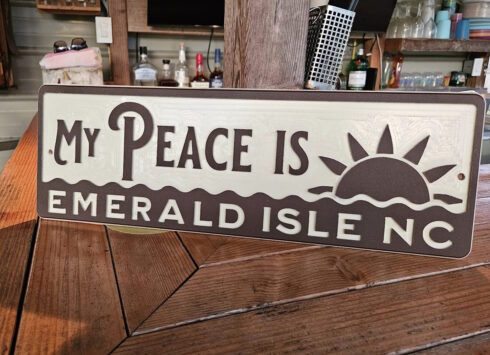 My Peace is
EMERALD ISLE NC